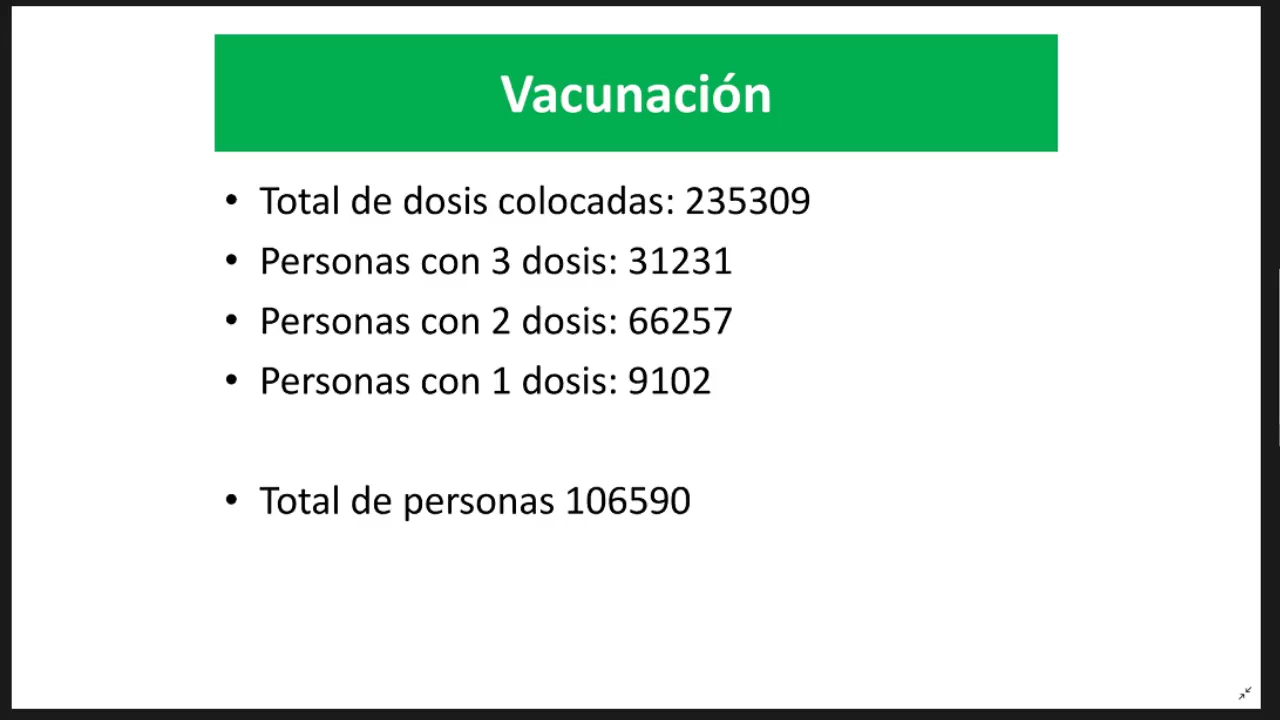 Vacunación
• Total de dosis colocadas: 235309
• Personas con 3 dosis: 31231
• Personas con 2 dosis: 66257
• Personas con 1 dosis: 9102
• Total de personas 106590